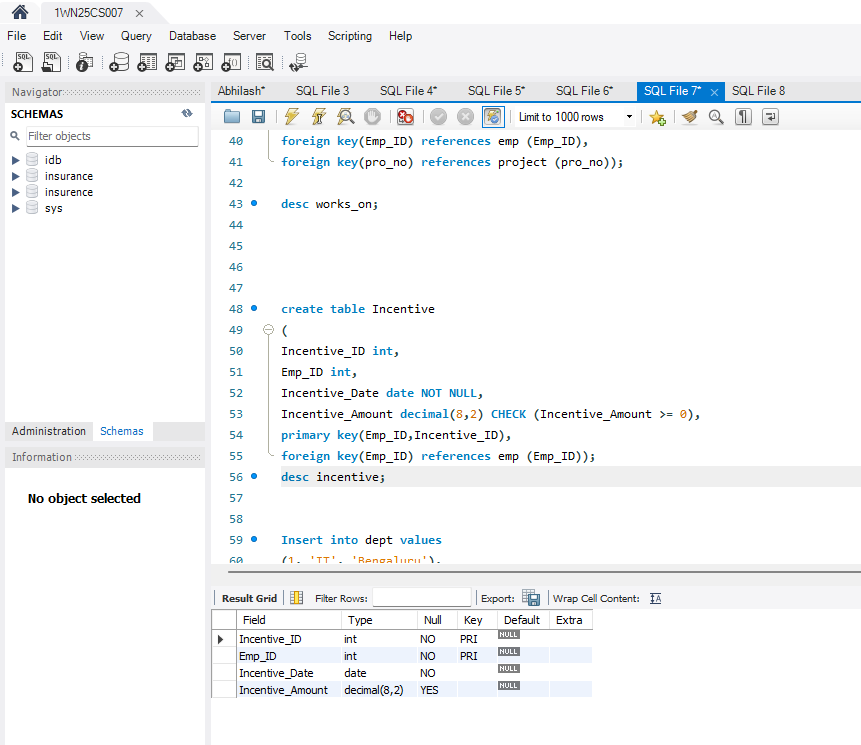 1WN25CS007
File Edit View Query Database Server Tools Scripting Help
Navigator
SCHEMAS
Filter objects
idb
insurance
insurence
sys
Administration Schemas
Information
No object selected
Abhilash* SQL File 3 SQL File 4* SQL File 5* SQL File 6* SQL File 7* SQL File 8
Limit to 1000 rows
40 foreign key(Emp_ID) references emp (Emp_ID),
41 foreign key(pro_no) references project (pro_no));
42
43 desc works_on;
44
45
46
47
48 create table Incentive
49 (
50 Incentive_ID int,
51 Emp_ID int,
52 Incentive_Date date NOT NULL,
53 Incentive_Amount decimal(8,2) CHECK (Incentive_Amount >= 0),
54 primary key(Emp_ID,Incentive_ID),
55 foreign key(Emp_ID) references emp (Emp_ID));
56 desc incentive;
57
58
59 Insert into dept values
60 (1, 'IT', 'Bengaluru'),
Result Grid Filter Rows: Export: Wrap Cell Content:
Field Type Null Key Default Extra
Incentive_ID int NO PRI NULL
Emp_ID int NO PRI NULL
Incentive_Date date NO NULL
Incentive_Amount decimal(8,2) YES NULL